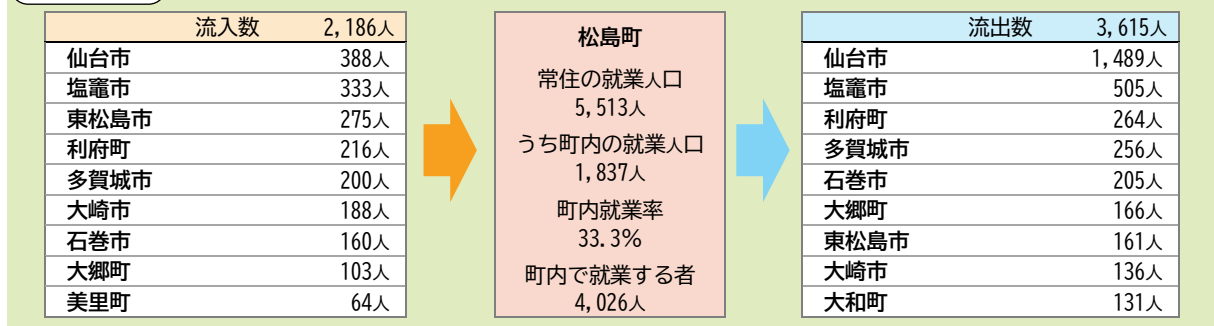 流入数 2,186人
仙台市 388人
塩竈市 333人
東松島市 275人
利府町 216人
多賀城市 200人
大崎市 188人
石巻市 160人
大郷町 103人
美里町 64人
松島町
常住の就業人口
5,513人
うち町内の就業人口
1,837人
町内就業率
33.3%
町内で就業する者
4,026人
流出数 3,615人
仙台市 1,489人
塩竈市 505人
利府町 264人
多賀城市 256人
石巻市 205人
大郷町 166人
東松島市 161人
大崎市 136人
大和町 131人